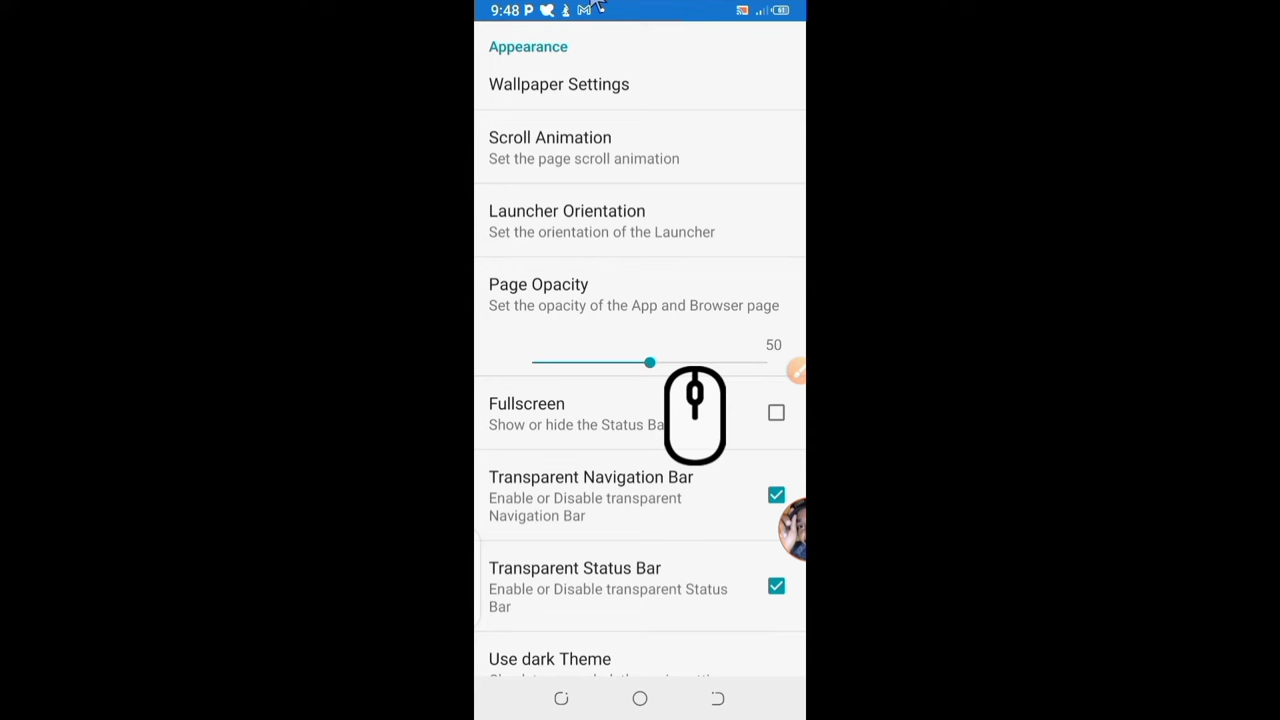 9:48 P
63
Appearance
Wallpaper Settings
Scroll Animation
Set the page scroll animation
Launcher Orientation
Set the orientation of the Launcher
Page Opacity
Set the opacity of the App and Browser page
50
Fullscreen
Show or hide the Status Ba
Transparent Navigation Bar
Enable or Disable transparent
Navigation Bar
Transparent Status Bar
Enable or Disable transparent Status
Bar
Use dark Theme